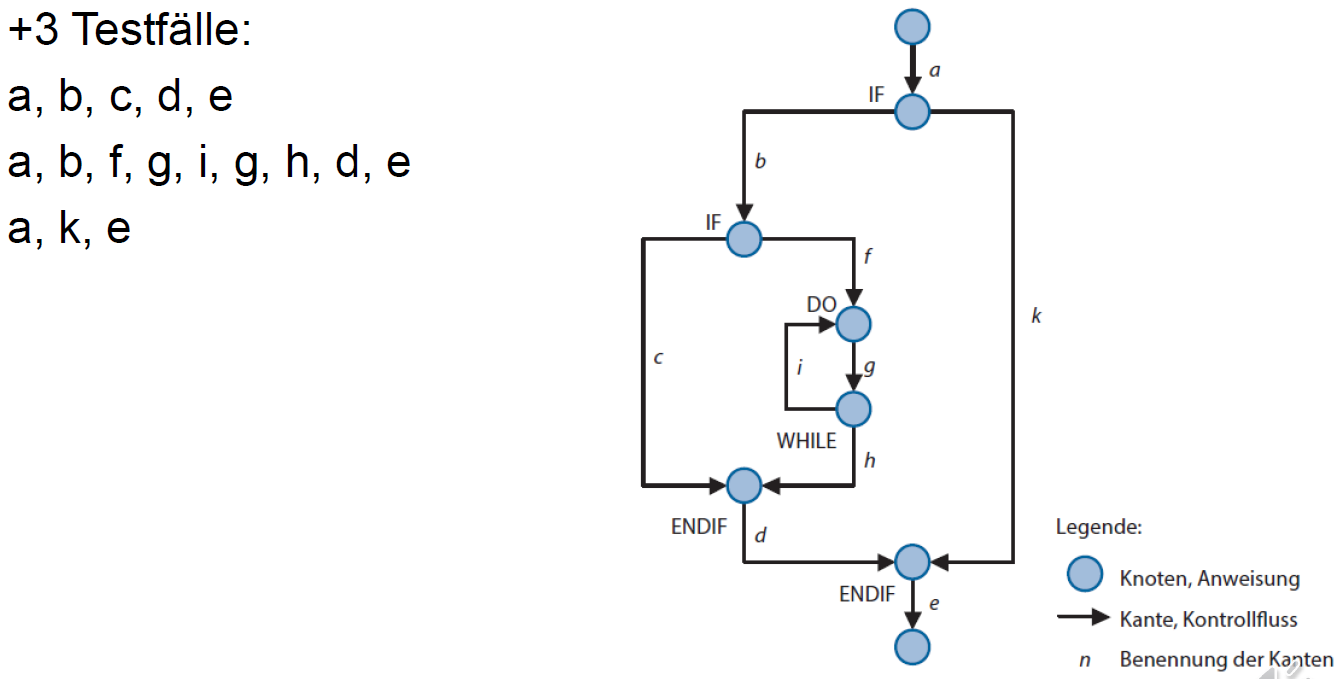 +3 Testfälle:
a, b, c, d, e
a, b, f, g, i, g, h, d, e
a, k, e
a
IF
b
IF
f
DO
k
c
i
g
WHILE
h
ENDIF
d
ENDIF
e
Legende:
Knoten, Anweisung
Kante, Kontrollfluss
n Benennung der Kanten